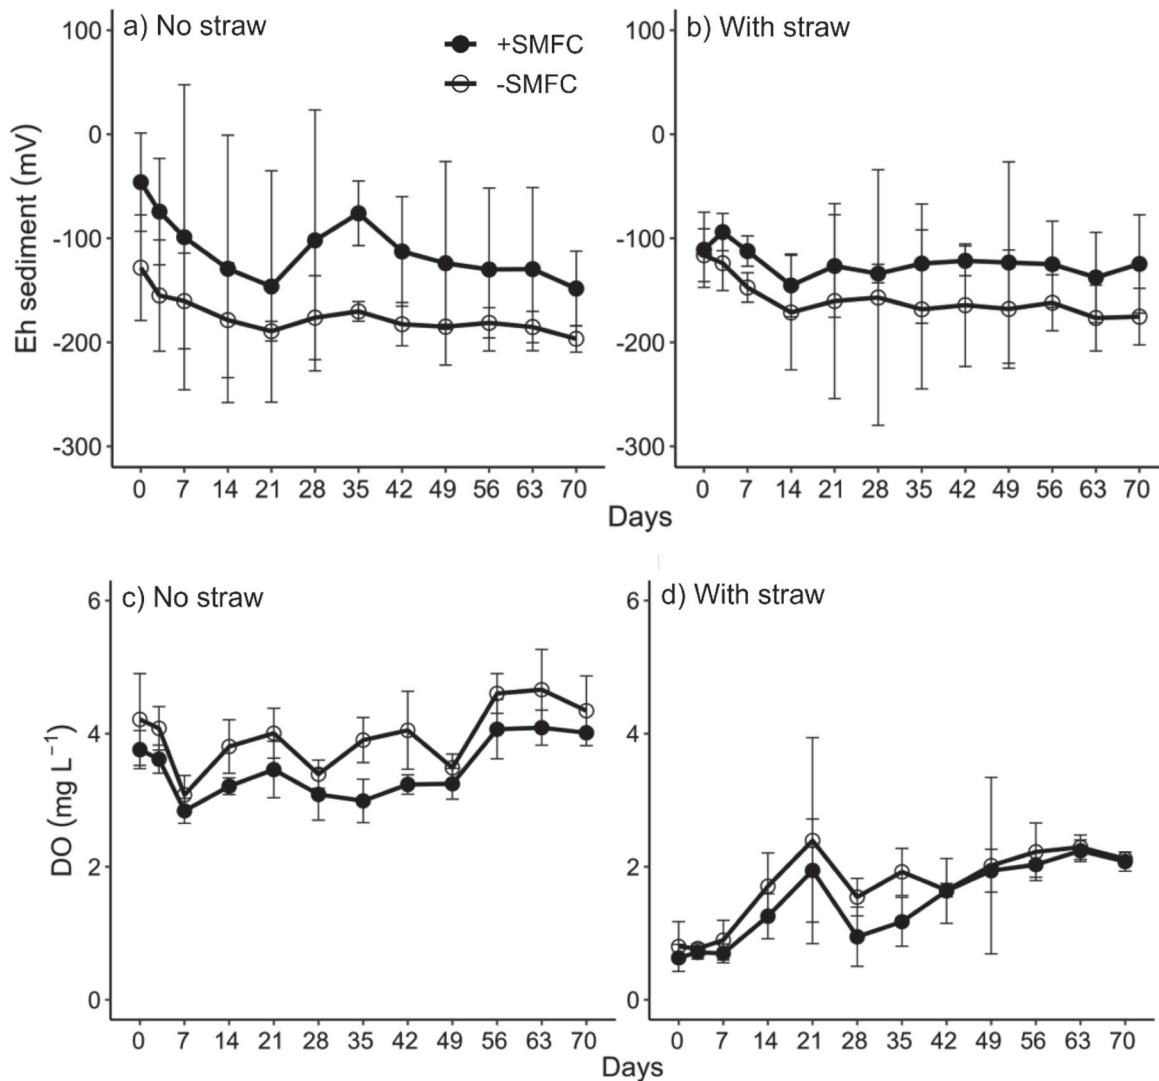 a) No straw
+SMFC
-SMFC
b) With straw
Eh sediment (mV)
100
0
-100
-200
-300
100
0
-100
-200
-300
0 7 14 21 28 35 42 49 56 63 70
0 7 14 21 28 35 42 49 56 63 70
Days
c) No straw
d) With straw
DO (mg L⁻¹)
6
4
2
0
6
4
2
0
0 7 14 21 28 35 42 49 56 63 70
0 7 14 21 28 35 42 49 56 63 70
Days